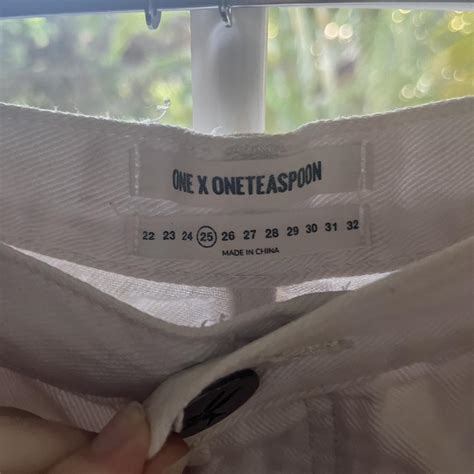 ONE X ONETEASPOON
22 23 24 25 26 27 28 29 30 31 32
MADE IN CHINA